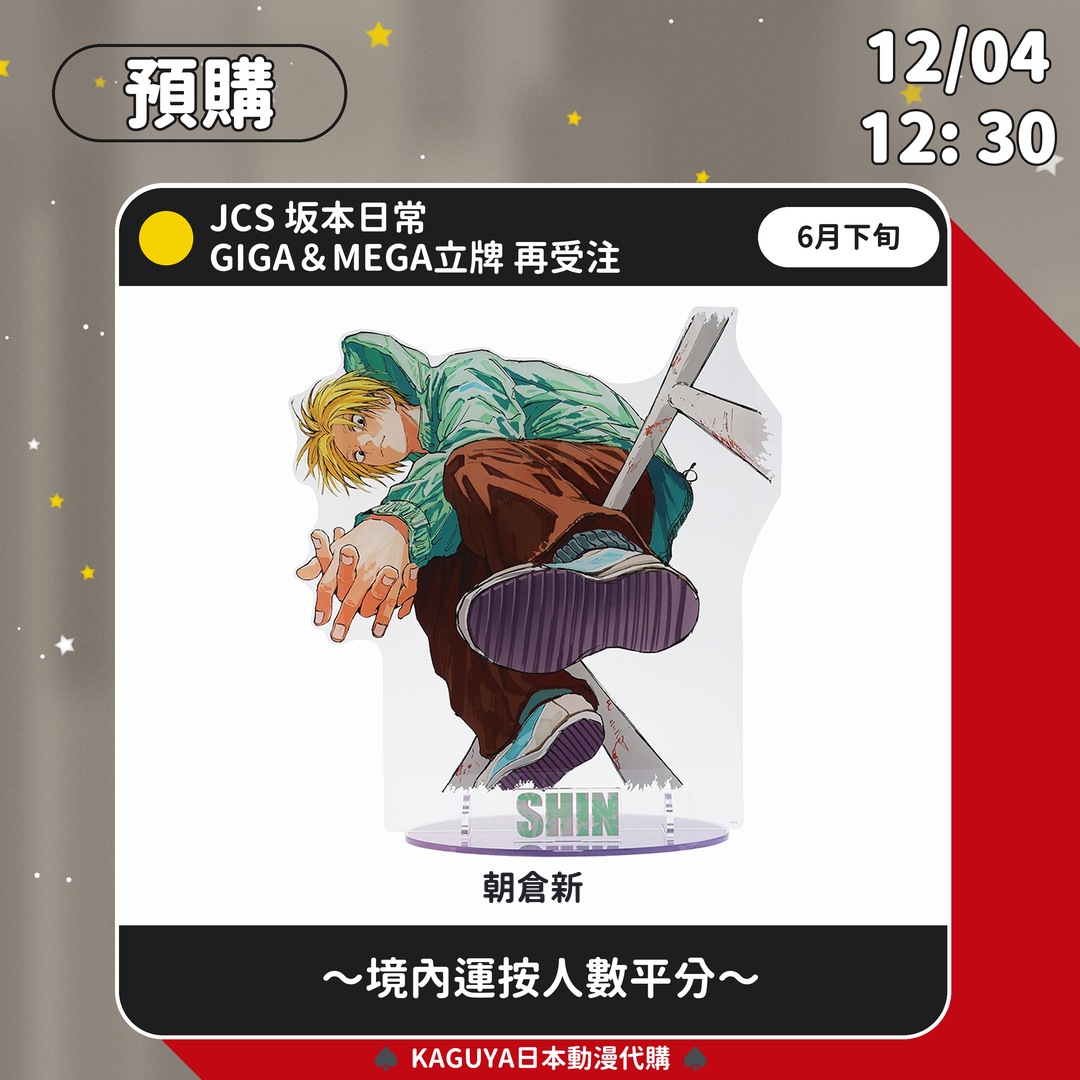 預購
12/04
12: 30
JCS 坂本日常
GIGA＆MEGA立牌 再受注
6月下旬
SHIN
朝倉新
～境內運按人數平分～
♠ KAGUYA日本動漫代購 ♠